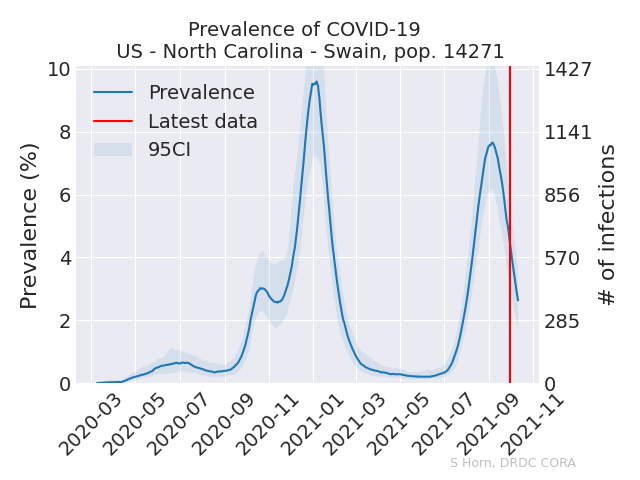 Prevalence of COVID-19
US - North Carolina - Swain, pop. 14271
Prevalence
Latest data
95CI
Prevalence (%)
10
8
6
4
2
0
1427
1141
856
570
285
0
# of infections
2020-03
2020-05
2020-07
2020-09
2020-11
2021-01
2021-03
2021-05
2021-07
2021-09
2021-11
S Horn, DRDC CORA